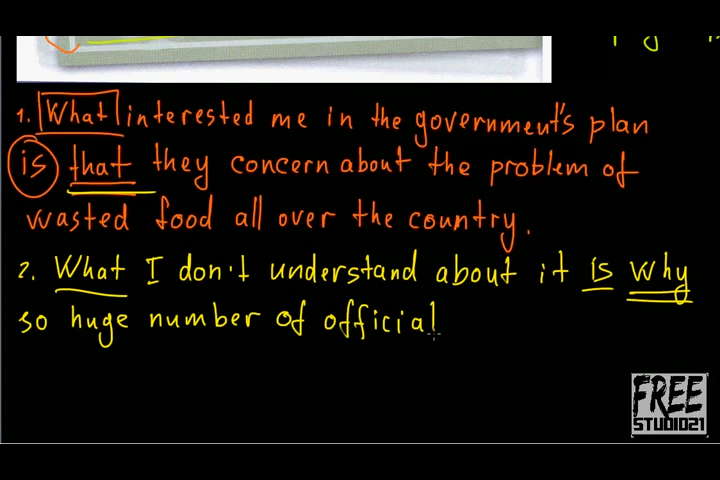 1. What interested me in the government's plan
is that they concern about the problem of
wasted food all over the country.
2. What I don't understand about it is why
so huge number of official
FREE
STUDIO21